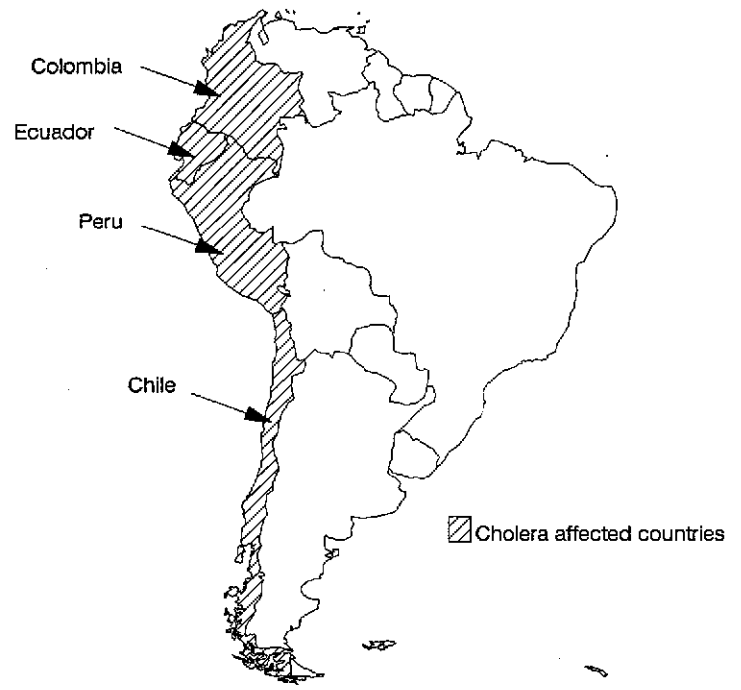 Colombia
Ecuador
Peru
Chile
Cholera affected countries